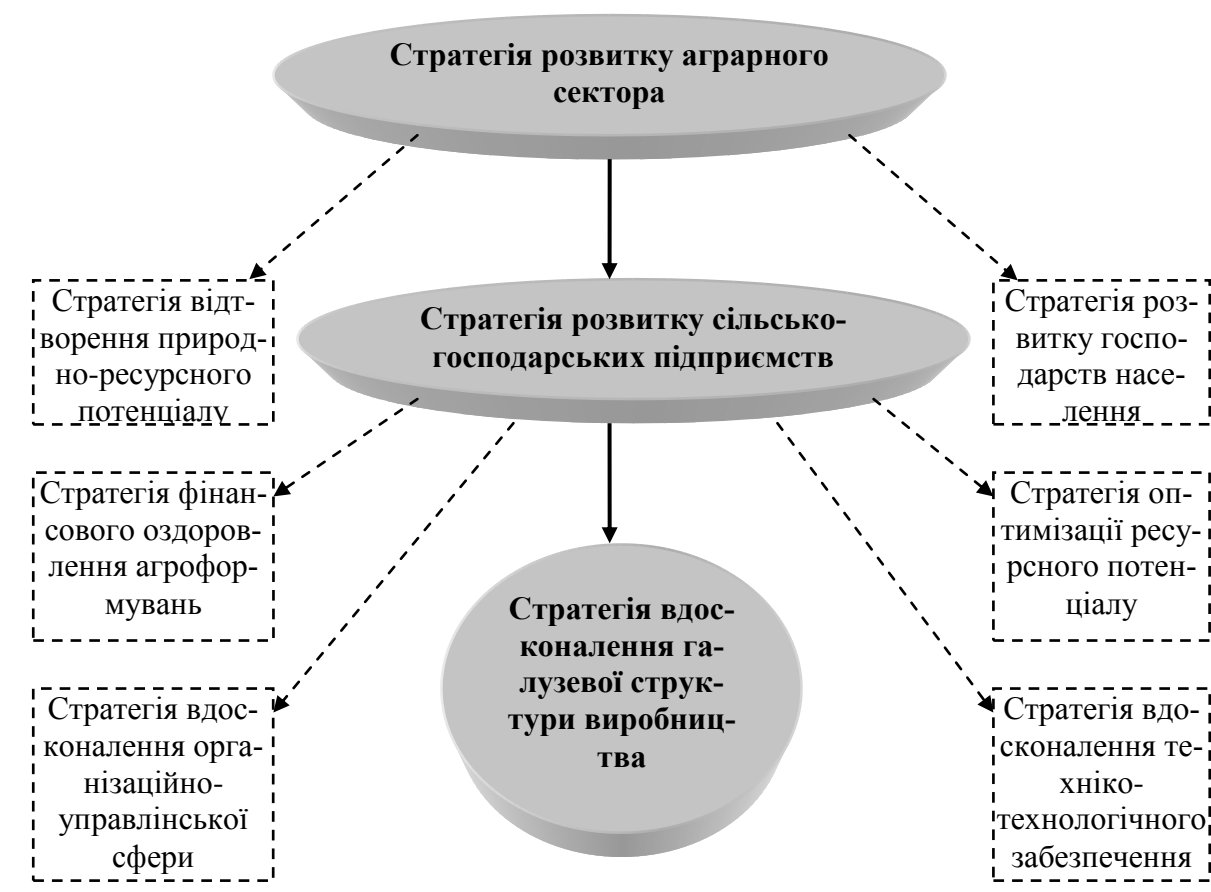 Стратегія розвитку аграрного
сектора
Стратегія відт-
ворення природ-
но-ресурсного
потенціалу
Стратегія розвитку сільсько-
господарських підприємств
Стратегія роз-
витку госпо-
дарств насе-
лення
Стратегія фінан-
сового оздоров-
лення агрофор-
мувань
Стратегія оп-
тимізації ресу-
рсного потен-
ціалу
Стратегія вдос-
коналення га-
лузевої струк-
тури виробниц-
тва
Стратегія вдос-
коналення орга-
нізаційно-
управлінської
сфери
Стратегія вдо-
сконалення те-
хніко-
технологічного
забезпечення